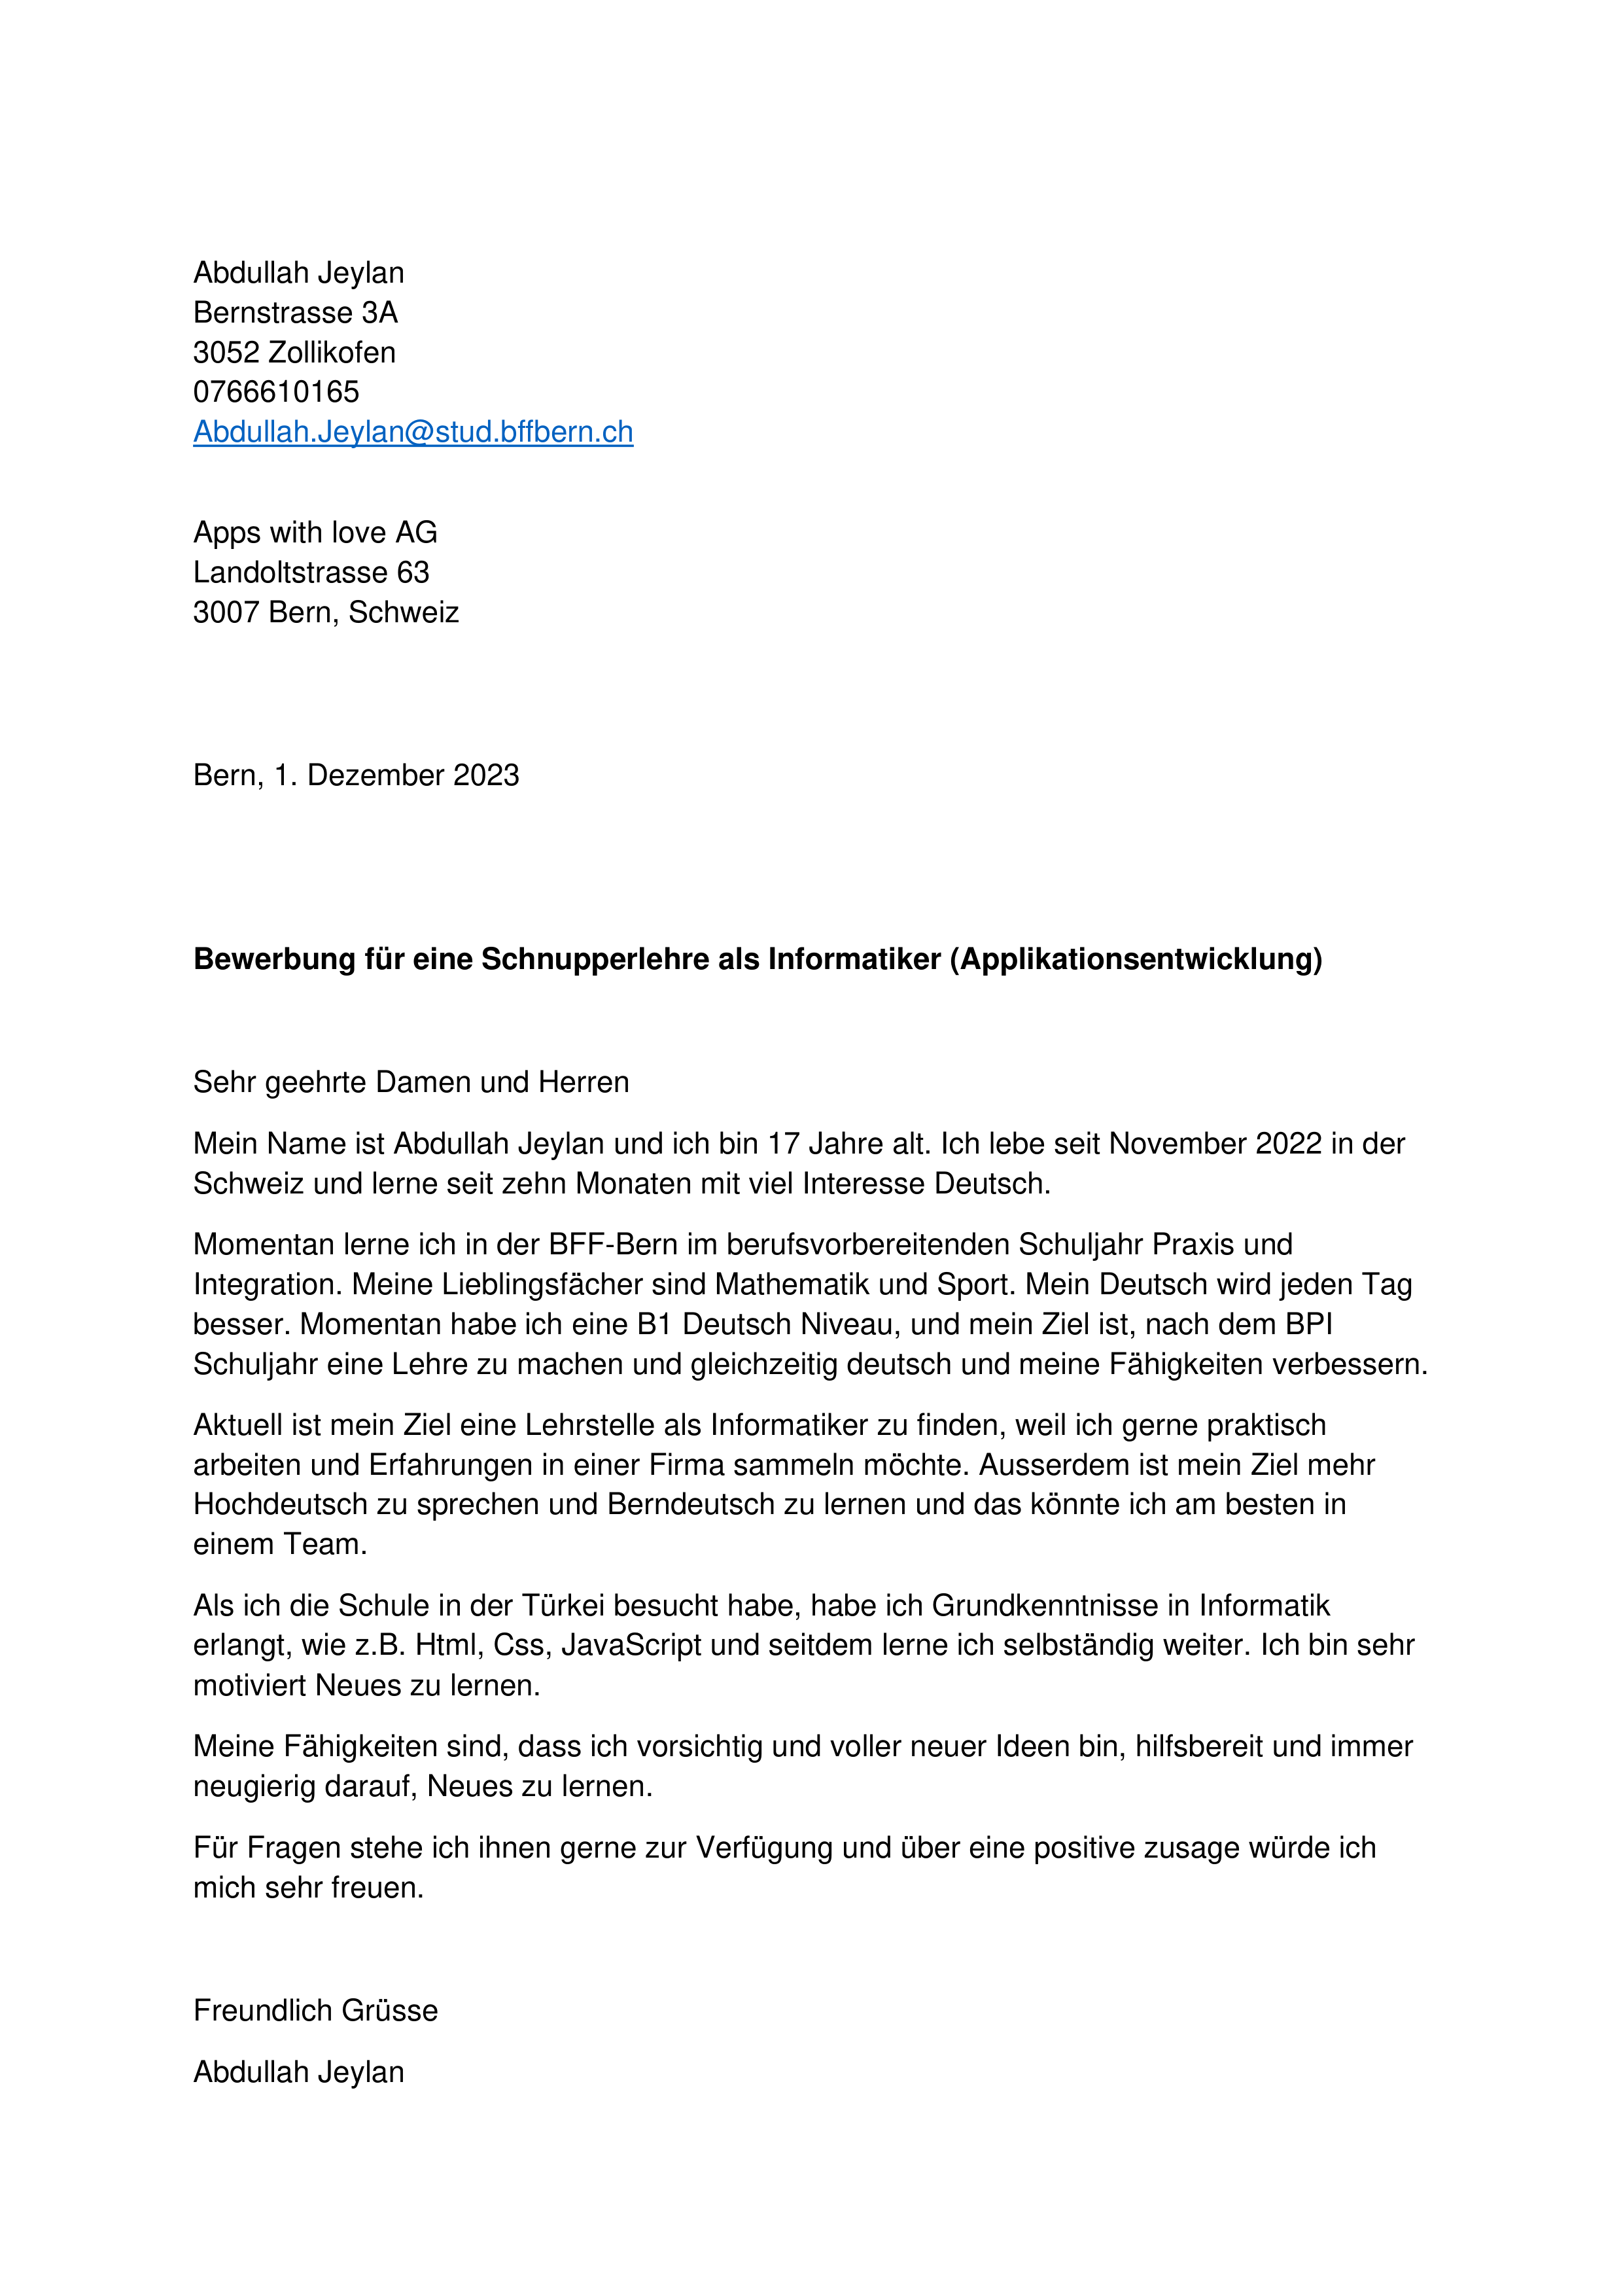 Abdullah Jeylan
Bernstrasse 3A
3052 Zollikofen
0766610165
Abdullah.Jeylan@stud.bffbern.ch
Apps with love AG
Landoltstrasse 63
3007 Bern, Schweiz
Bern, 1. Dezember 2023
Bewerbung für eine Schnupperlehre als Informatiker (Applikationsentwicklung)
Sehr geehrte Damen und Herren
Mein Name ist Abdullah Jeylan und ich bin 17 Jahre alt. Ich lebe seit November 2022 in der
Schweiz und lerne seit zehn Monaten mit viel Interesse Deutsch.
Momentan lerne ich in der BFF-Bern im berufsvorbereitenden Schuljahr Praxis und
Integration. Meine Lieblingsfächer sind Mathematik und Sport. Mein Deutsch wird jeden Tag
besser. Momentan habe ich eine B1 Deutsch Niveau, und mein Ziel ist, nach dem BPI
Schuljahr eine Lehre zu machen und gleichzeitig deutsch und meine Fähigkeiten verbessern.
Aktuell ist mein Ziel eine Lehrstelle als Informatiker zu finden, weil ich gerne praktisch
arbeiten und Erfahrungen in einer Firma sammeln möchte. Ausserdem ist mein Ziel mehr
Hochdeutsch zu sprechen und Berndeutsch zu lernen und das könnte ich am besten in
einem Team.
Als ich die Schule in der Türkei besucht habe, habe ich Grundkenntnisse in Informatik
erlangt, wie z.B. Html, Css, JavaScript und seitdem lerne ich selbständig weiter. Ich bin sehr
motiviert Neues zu lernen.
Meine Fähigkeiten sind, dass ich vorsichtig und voller neuer Ideen bin, hilfsbereit und immer
neugierig darauf, Neues zu lernen.
Für Fragen stehe ich ihnen gerne zur Verfügung und über eine positive zusage würde ich
mich sehr freuen.
Freundlich Grüsse
Abdullah Jeylan